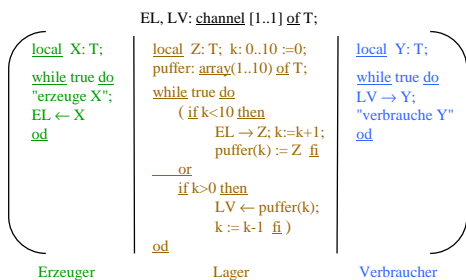 EL, LV: channel [1..1] of T;
local X: T;
while true do
"erzeuge X";
EL ← X
od
Erzeuger
local Z: T; k: 0..10 :=0;
puffer: array(1..10) of T;
while true do
( if k<10 then
EL → Z; k:=k+1;
puffer(k) := Z fi
or
if k>0 then
LV ← puffer(k);
k := k-1 fi )
od
Lager
local Y: T;
while true do
LV → Y;
"verbrauche Y"
od
Verbraucher